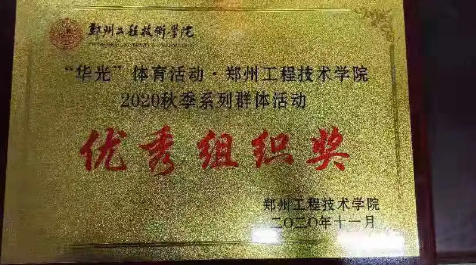 郑州工程技术学院
“华光”体育活动·郑州工程技术学院
2020秋季系列群体活动
优秀组织奖
郑州工程技术学院
二〇二〇年十一月